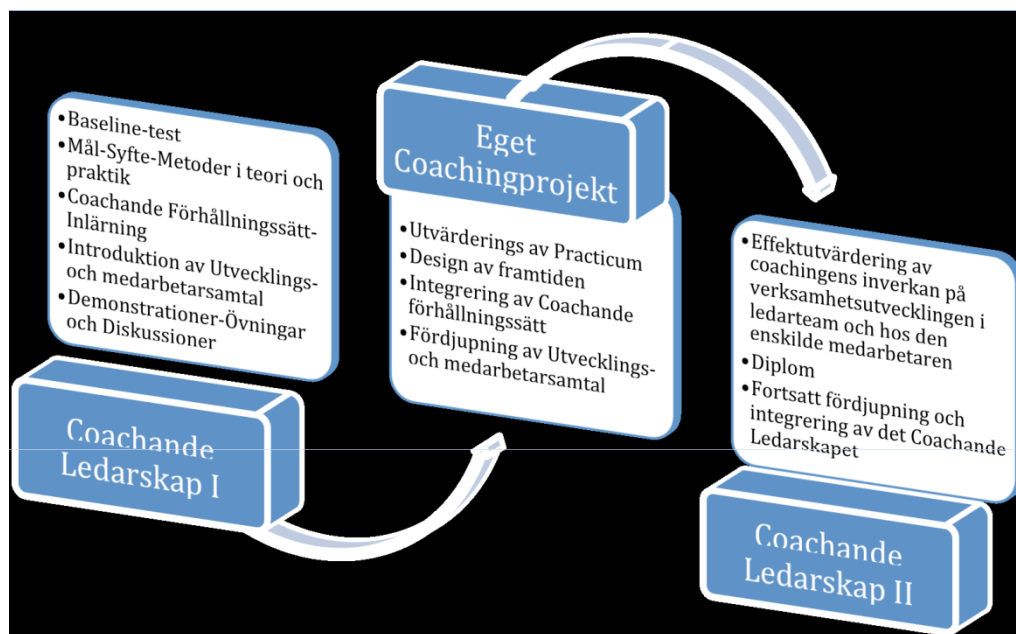 •Baseline-test
•Mål-Syfte-Metoder i teori och
praktik
•Coachande Förhållningssätt-
Inlärning
•Introduktion av Utvecklings-
och medarbetarsamtal
•Demonstrationer-Övningar
och Diskussioner
Coachande
Ledarskap I
Eget
Coachingprojekt
•Utvärderings av Practicum
•Design av framtiden
•Integrering av Coachande
förhållningssätt
•Fördjupning av Utvecklings-
och medarbetarsamtal
•Effektutvärdering av
coachingens inverkan på
verksamhetsutvecklingen i
ledarteam och hos den
enskilde medarbetaren
•Diplom
•Fortsatt fördjupning och
integrering av det Coachande
Ledarskapet
Coachande
Ledarskap II